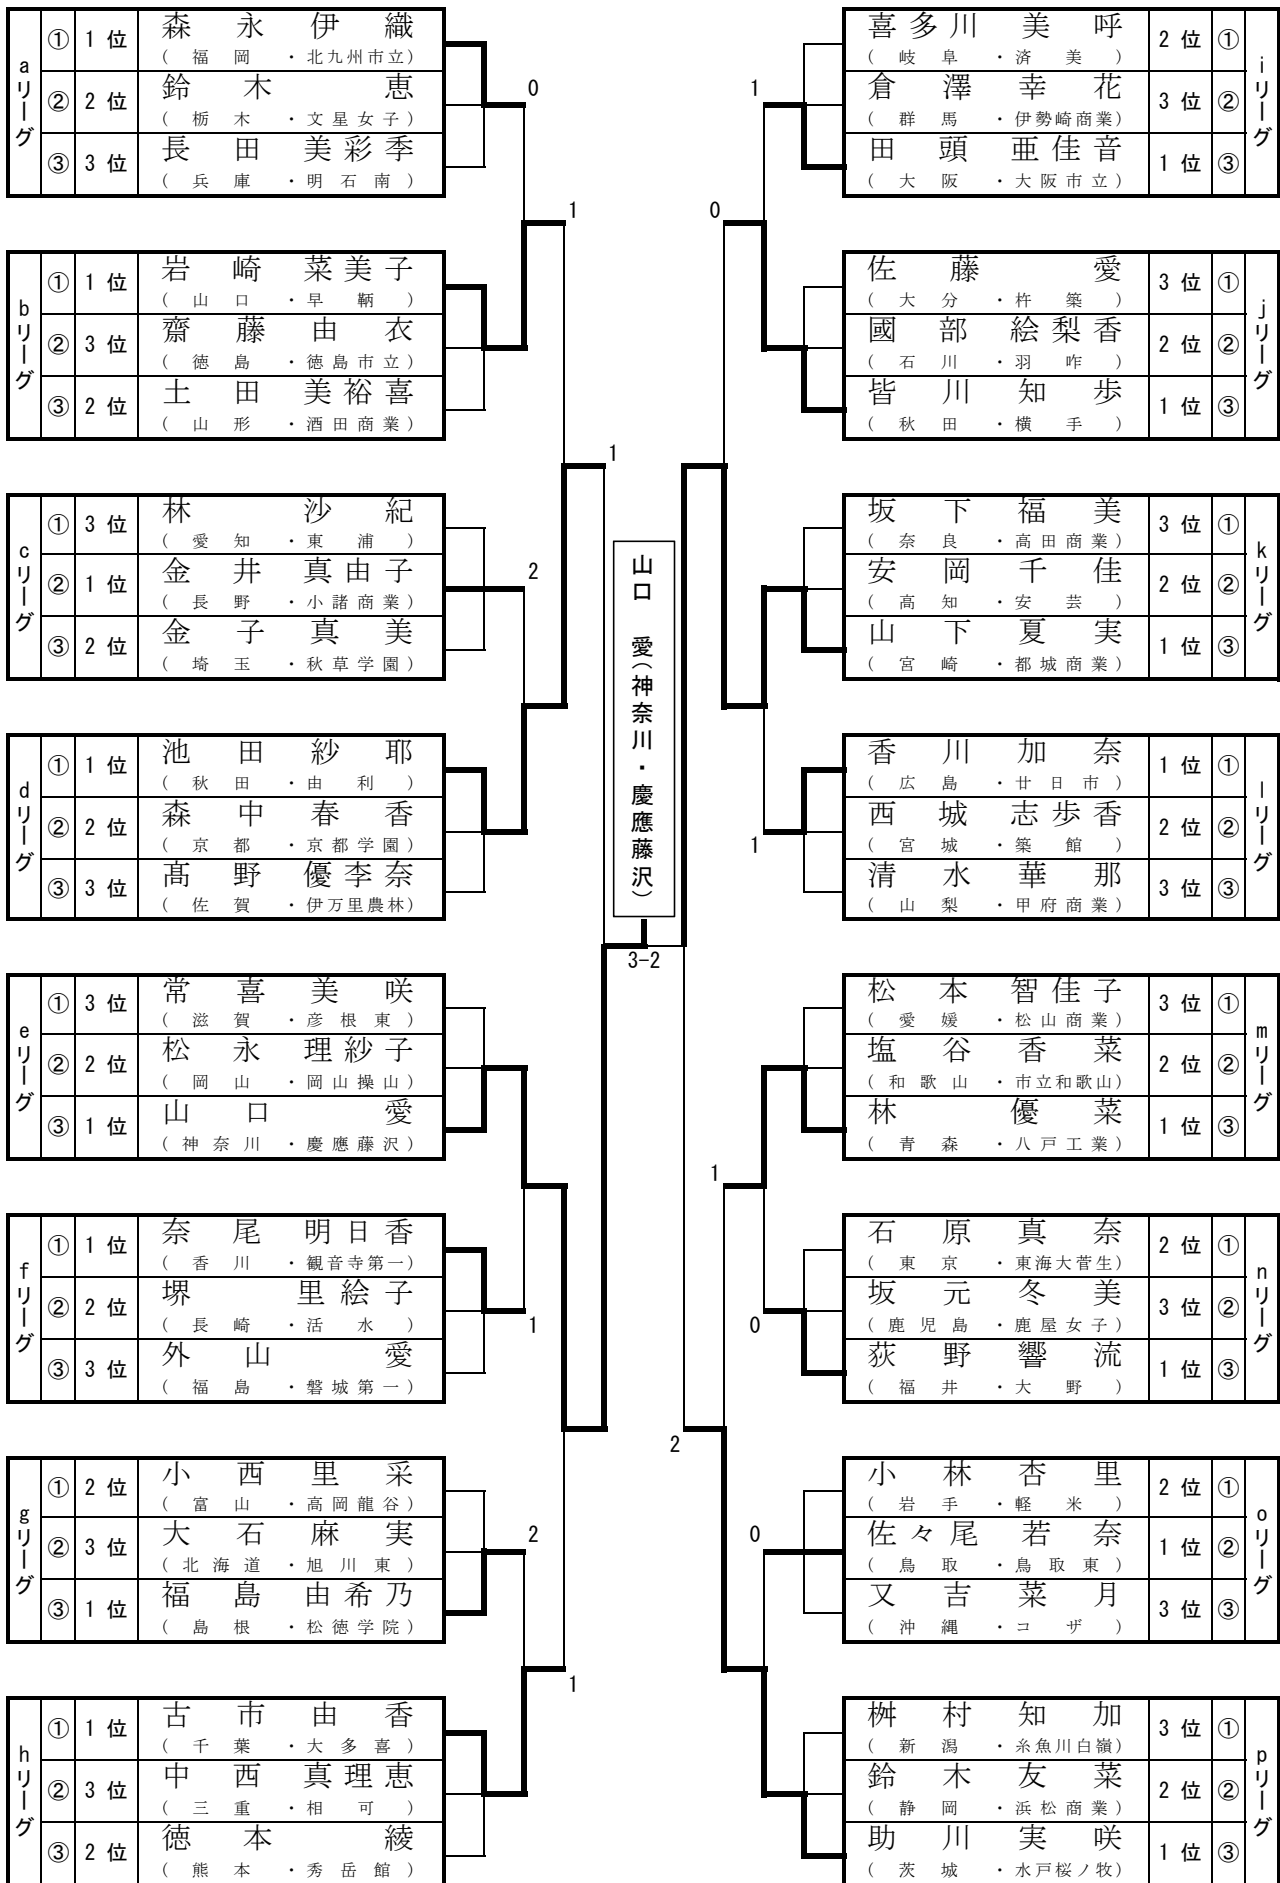 aリーグ
① 1 位 森永伊織
(福岡・北九州市立)
② 2 位 鈴木恵
(栃木・文星女子)
③ 3 位 長田美彩季
(兵庫・明石南)
bリーグ
① 1 位 岩崎菜美子
(山口・早鞆)
② 3 位 齋藤由衣
(徳島・徳島市立)
③ 2 位 土田美裕喜
(山形・酒田商業)
cリーグ
① 3 位 林沙紀
(愛知・東浦)
② 1 位 金井真由子
(長野・小諸商業)
③ 2 位 金子真美
(埼玉・秋草学園)
dリーグ
① 1 位 池田紗耶
(秋田・由利)
② 2 位 森中春香
(京都・京都学園)
③ 3 位 髙野優李奈
(佐賀・伊万里農林)
eリーグ
① 3 位 常喜美咲
(滋賀・彦根東)
② 2 位 松永理紗子
(岡山・岡山操山)
③ 1 位 山口愛
(神奈川・慶應藤沢)
fリーグ
① 1 位 奈尾明日香
(香川・観音寺第一)
② 2 位 堺里絵子
(長崎・活水)
③ 3 位 外山愛
(福島・磐城第一)
gリーグ
① 2 位 小西里采
(富山・高岡龍谷)
② 3 位 大石麻実
(北海道・旭川東)
③ 1 位 福島由希乃
(島根・松徳学院)
hリーグ
① 1 位 古市由香
(千葉・大多喜)
② 3 位 中西真理恵
(三重・相可)
③ 2 位 徳本綾
(熊本・秀岳館)
0
1
1
2
1
2
1
山口 愛(神奈川・慶應藤沢)
3-2
1
0
1
1
0
2
0
喜多川美呼 2 位 ①
(岐阜・済美)
倉澤幸花 3 位 ②
(群馬・伊勢崎商業)
田頭亜佳音 1 位 ③
(大阪・大阪市立)
iリーグ
佐藤愛 3 位 ①
(大分・杵築)
國部絵梨香 2 位 ②
(石川・羽咋)
皆川知歩 1 位 ③
(秋田・横手)
jリーグ
坂下福美 3 位 ①
(奈良・高田商業)
安岡千佳 2 位 ②
(高知・安芸)
山下夏実 1 位 ③
(宮崎・都城商業)
kリーグ
香川加奈 1 位 ①
(広島・廿日市)
西城志歩香 2 位 ②
(宮城・築館)
清水華那 3 位 ③
(山梨・甲府商業)
lリーグ
松本智佳子 3 位 ①
(愛媛・松山商業)
塩谷香菜 2 位 ②
(和歌山・市立和歌山)
林優菜 1 位 ③
(青森・八戸工業)
mリーグ
石原真奈 2 位 ①
(東京・東海大菅生)
坂元冬美 3 位 ②
(鹿児島・鹿屋女子)
荻野響流 1 位 ③
(福井・大野)
nリーグ
小林杏里 2 位 ①
(岩手・軽米)
佐々尾若奈 1 位 ②
(鳥取・鳥取東)
又吉菜月 3 位 ③
(沖縄・コザ)
oリーグ
桝村知加 3 位 ①
(新潟・糸魚川白嶺)
鈴木友菜 2 位 ②
(静岡・浜松商業)
助川実咲 1 位 ③
(茨城・水戸桜ノ牧)
pリーグ